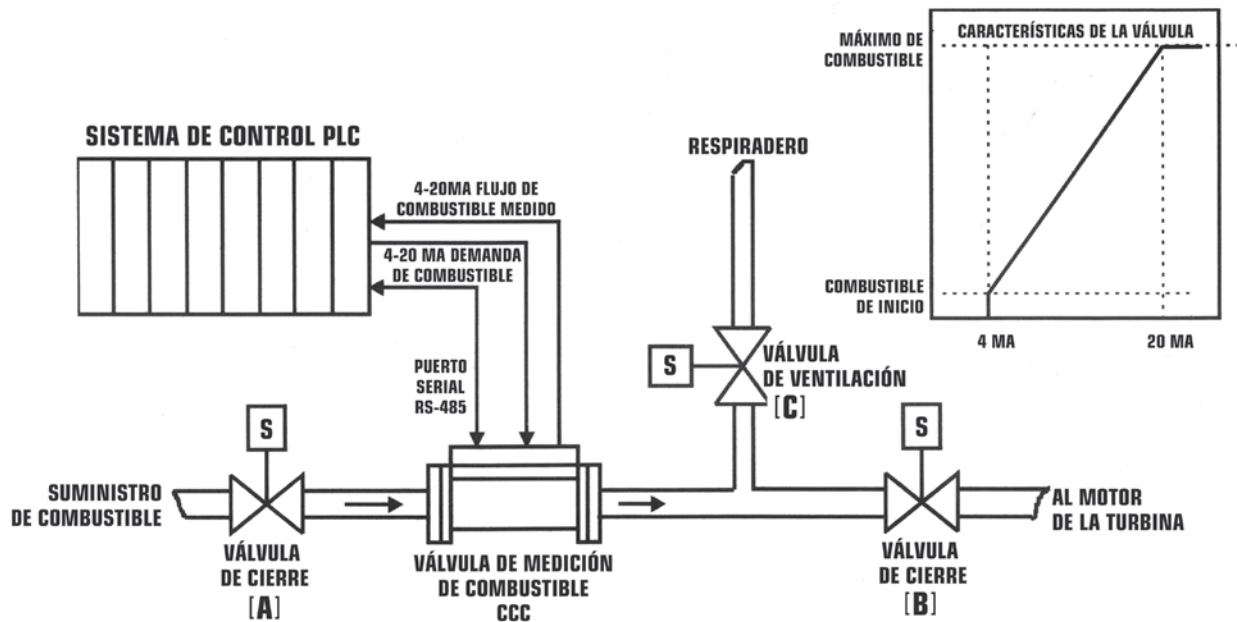 CARACTERÍSTICAS DE LA VÁLVULA
MÁXIMO DE
COMBUSTIBLE
COMBUSTIBLE
DE INICIO
4 MA
20 MA
SISTEMA DE CONTROL PLC
4-20MA FLUJO DE
COMBUSTIBLE MEDIDO
4-20 MA DEMANDA
DE COMBUSTIBLE
PUERTO
SERIAL
RS-485
RESPIRADERO
S
VÁLVULA
DE VENTILACIÓN
[C]
S
S
SUMINISTRO
DE COMBUSTIBLE
AL MOTOR
DE LA TURBINA
VÁLVULA
DE CIERRE
[A]
VÁLVULA DE MEDICIÓN
DE COMBUSTIBLE
CCC
VÁLVULA
DE CIERRE
[B]